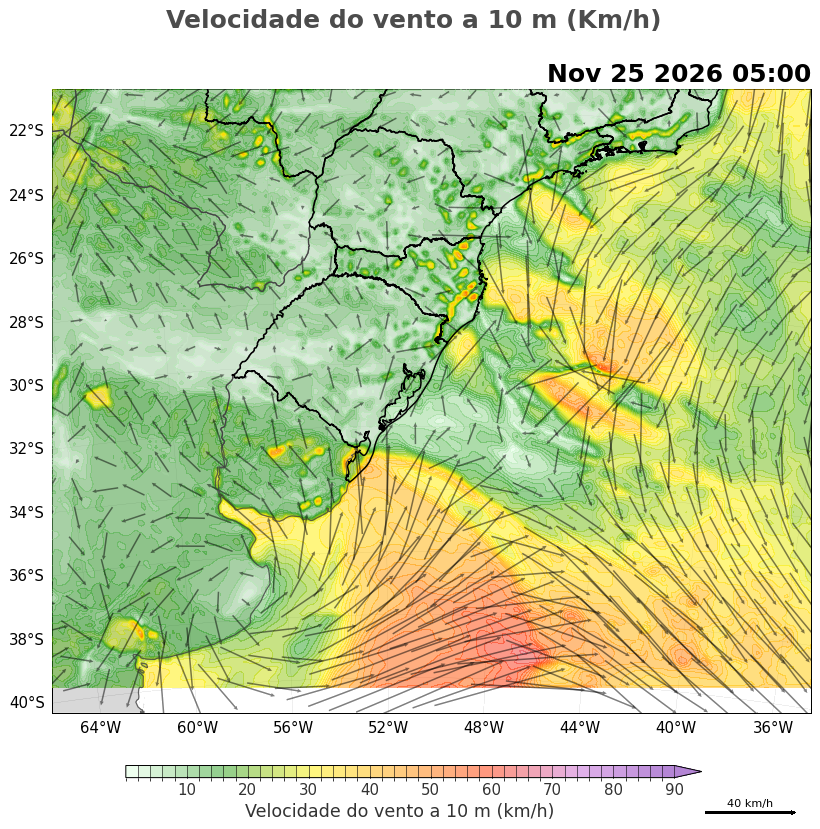 Velocidade do vento a 10 m (Km/h)
Nov 25 2026 05:00
22°S
24°S
26°S
28°S
30°S
32°S
34°S
36°S
38°S
40°S
64°W 60°W 56°W 52°W 48°W 44°W 40°W 36°W
10 20 30 40 50 60 70 80 90
Velocidade do vento a 10 m (km/h)
40 km/h